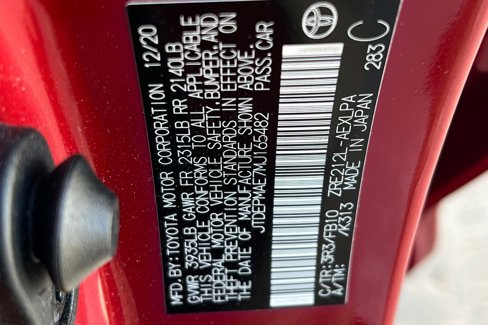 MFD.BY:TOYOTA MOTOR CORPORATION 12/20
GVWR 3935LB GAWR FR 2315LB RR 2140LB
THIS VEHICLE CONFORMS TO ALL APPLICABLE
FEDERAL MOTOR VEHICLE SAFETY, BUMPER, AND
THEFT PREVENTION STANDARDS IN EFFECT ON
THE DATE OF MANUFACTURE SHOWN ABOVE.
JTDEPMAE7MJ165482 PASS.CAR
C/TR:3R3/FB10 ZRE212L-AEXLPA
A/TM: /K313 MADE IN JAPAN 283 C